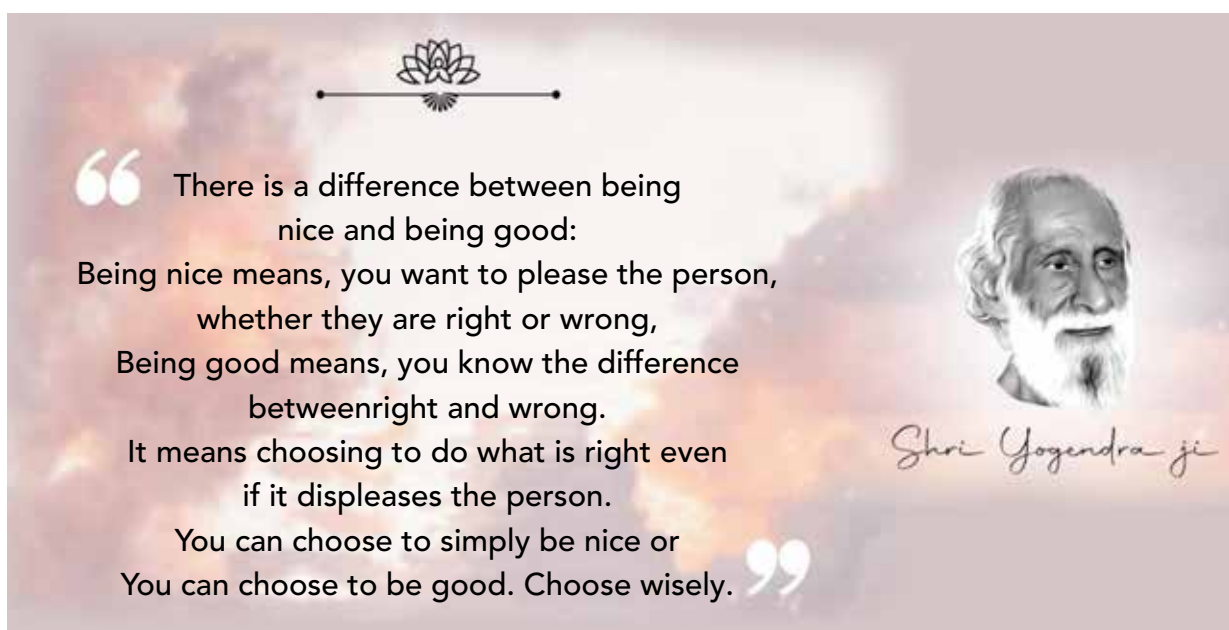 There is a difference between being
nice and being good:
Being nice means, you want to please the person,
whether they are right or wrong,
Being good means, you know the difference
betweenright and wrong.
It means choosing to do what is right even
if it displeases the person.
You can choose to simply be nice or
You can choose to be good. Choose wisely.
Shri Yogendra ji